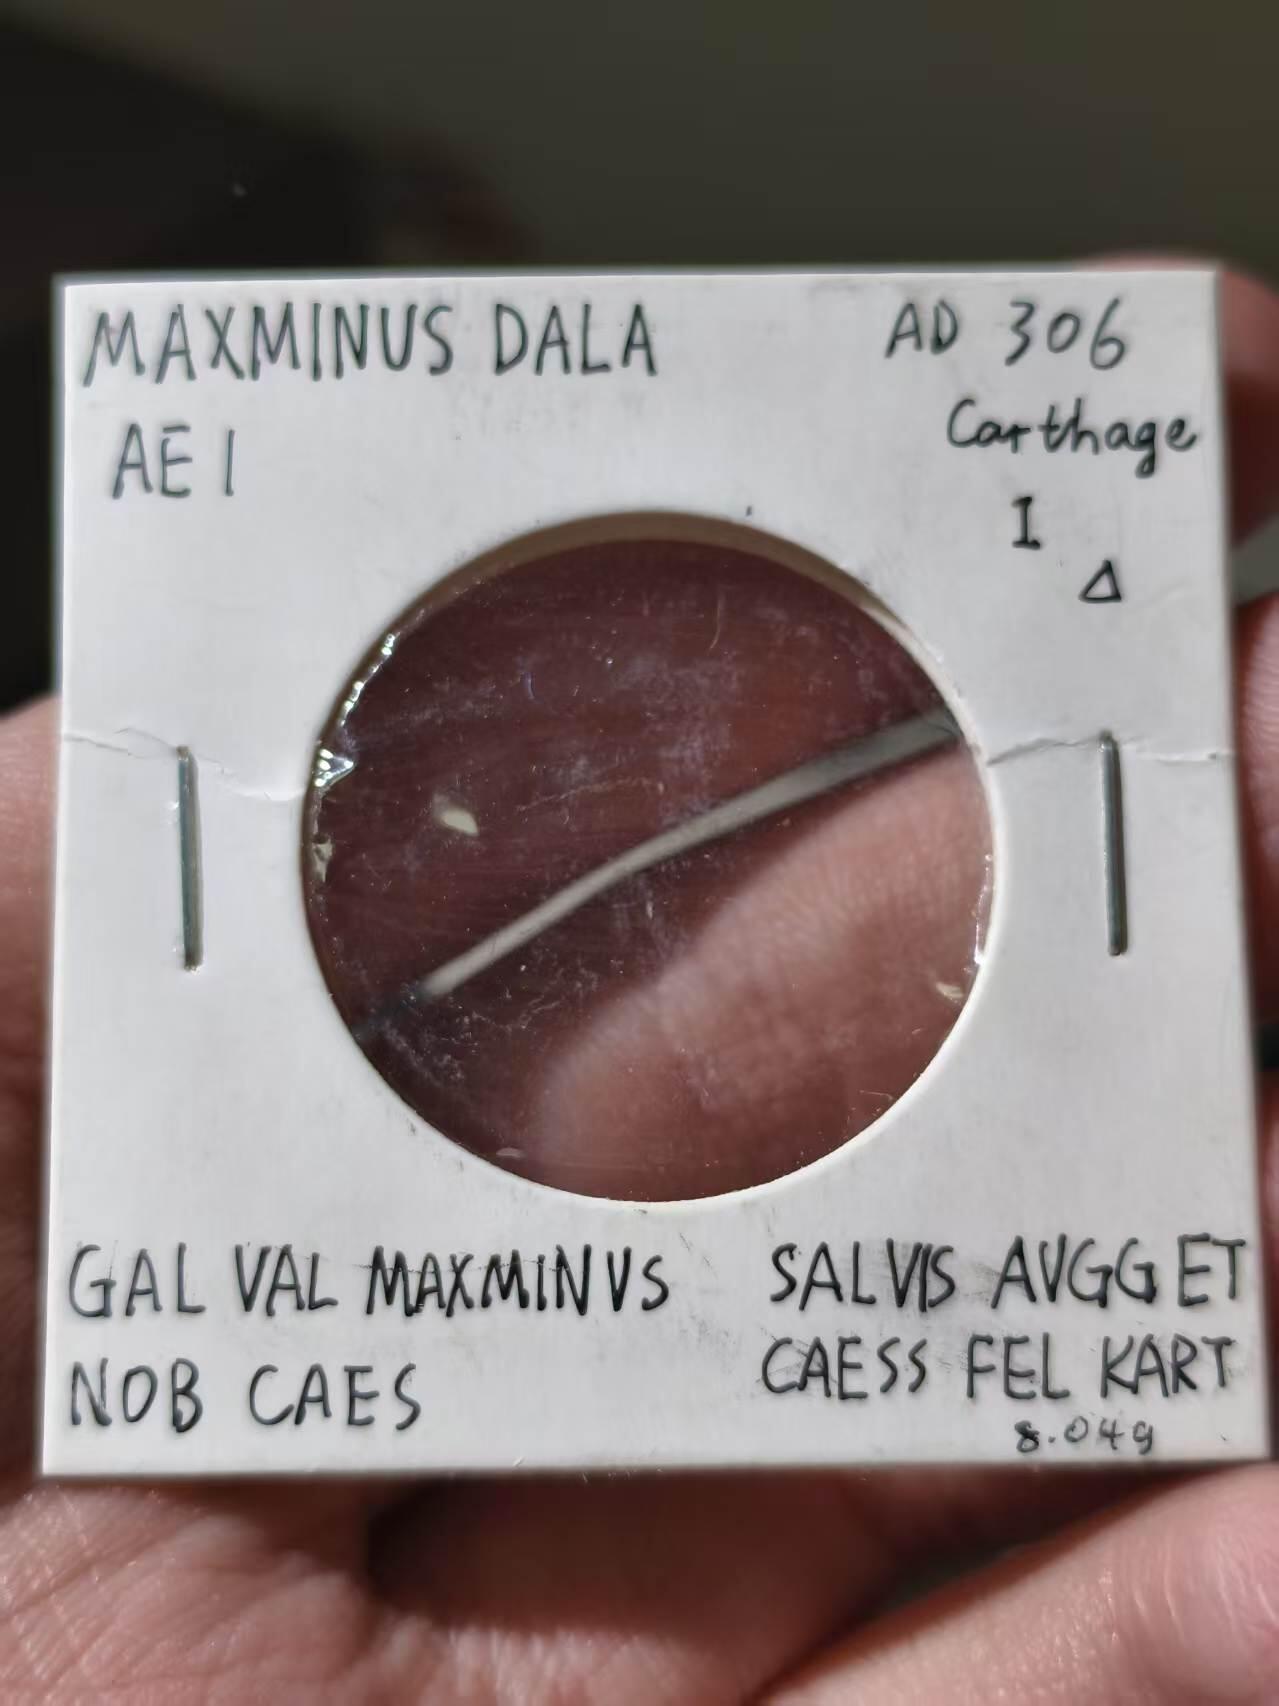 MAXMINUS DALA
AE I
AD 306
Carthage
I
Δ
GAL VAL MAXMINVS
NOB CAES
SALVIS AVGG ET
CAESS FEL KART
8.04g